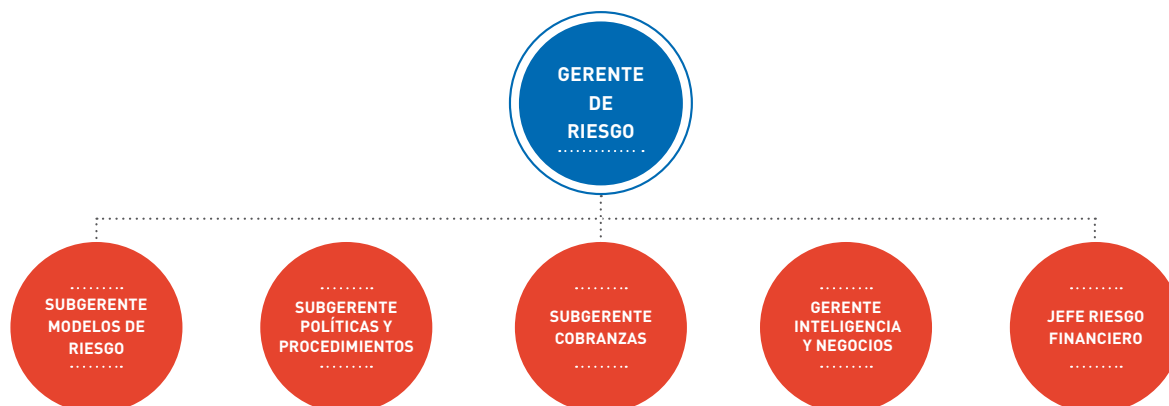 GERENTE
DE
RIESGO
SUBGERENTE
MODELOS DE
RIESGO
SUBGERENTE
POLÍTICAS Y
PROCEDIMIENTOS
SUBGERENTE
COBRANZAS
GERENTE
INTELIGENCIA
Y NEGOCIOS
JEFE RIESGO
FINANCIERO